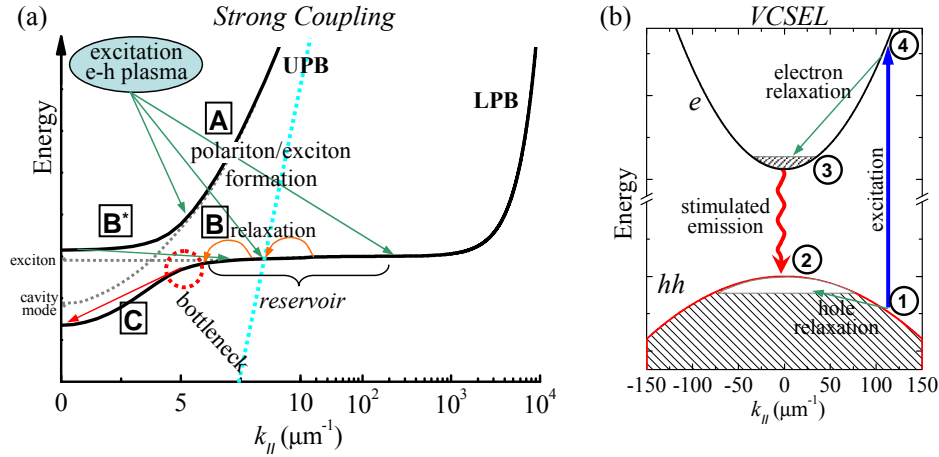 (a)
Strong Coupling
excitation
e-h plasma
UPB
LPB
A
polariton/exciton
formation
B*
B
relaxation
exciton
cavity
mode
C
bottleneck
reservoir
Energy
0
5
10
10²
10³
10⁴
k// (μm⁻¹)
(b)
VCSEL
4
electron
relaxation
e
3
stimulated
emission
excitation
2
hh
1
hole
relaxation
Energy
-150
-100
-50
0
50
100
150
k// (μm⁻¹)